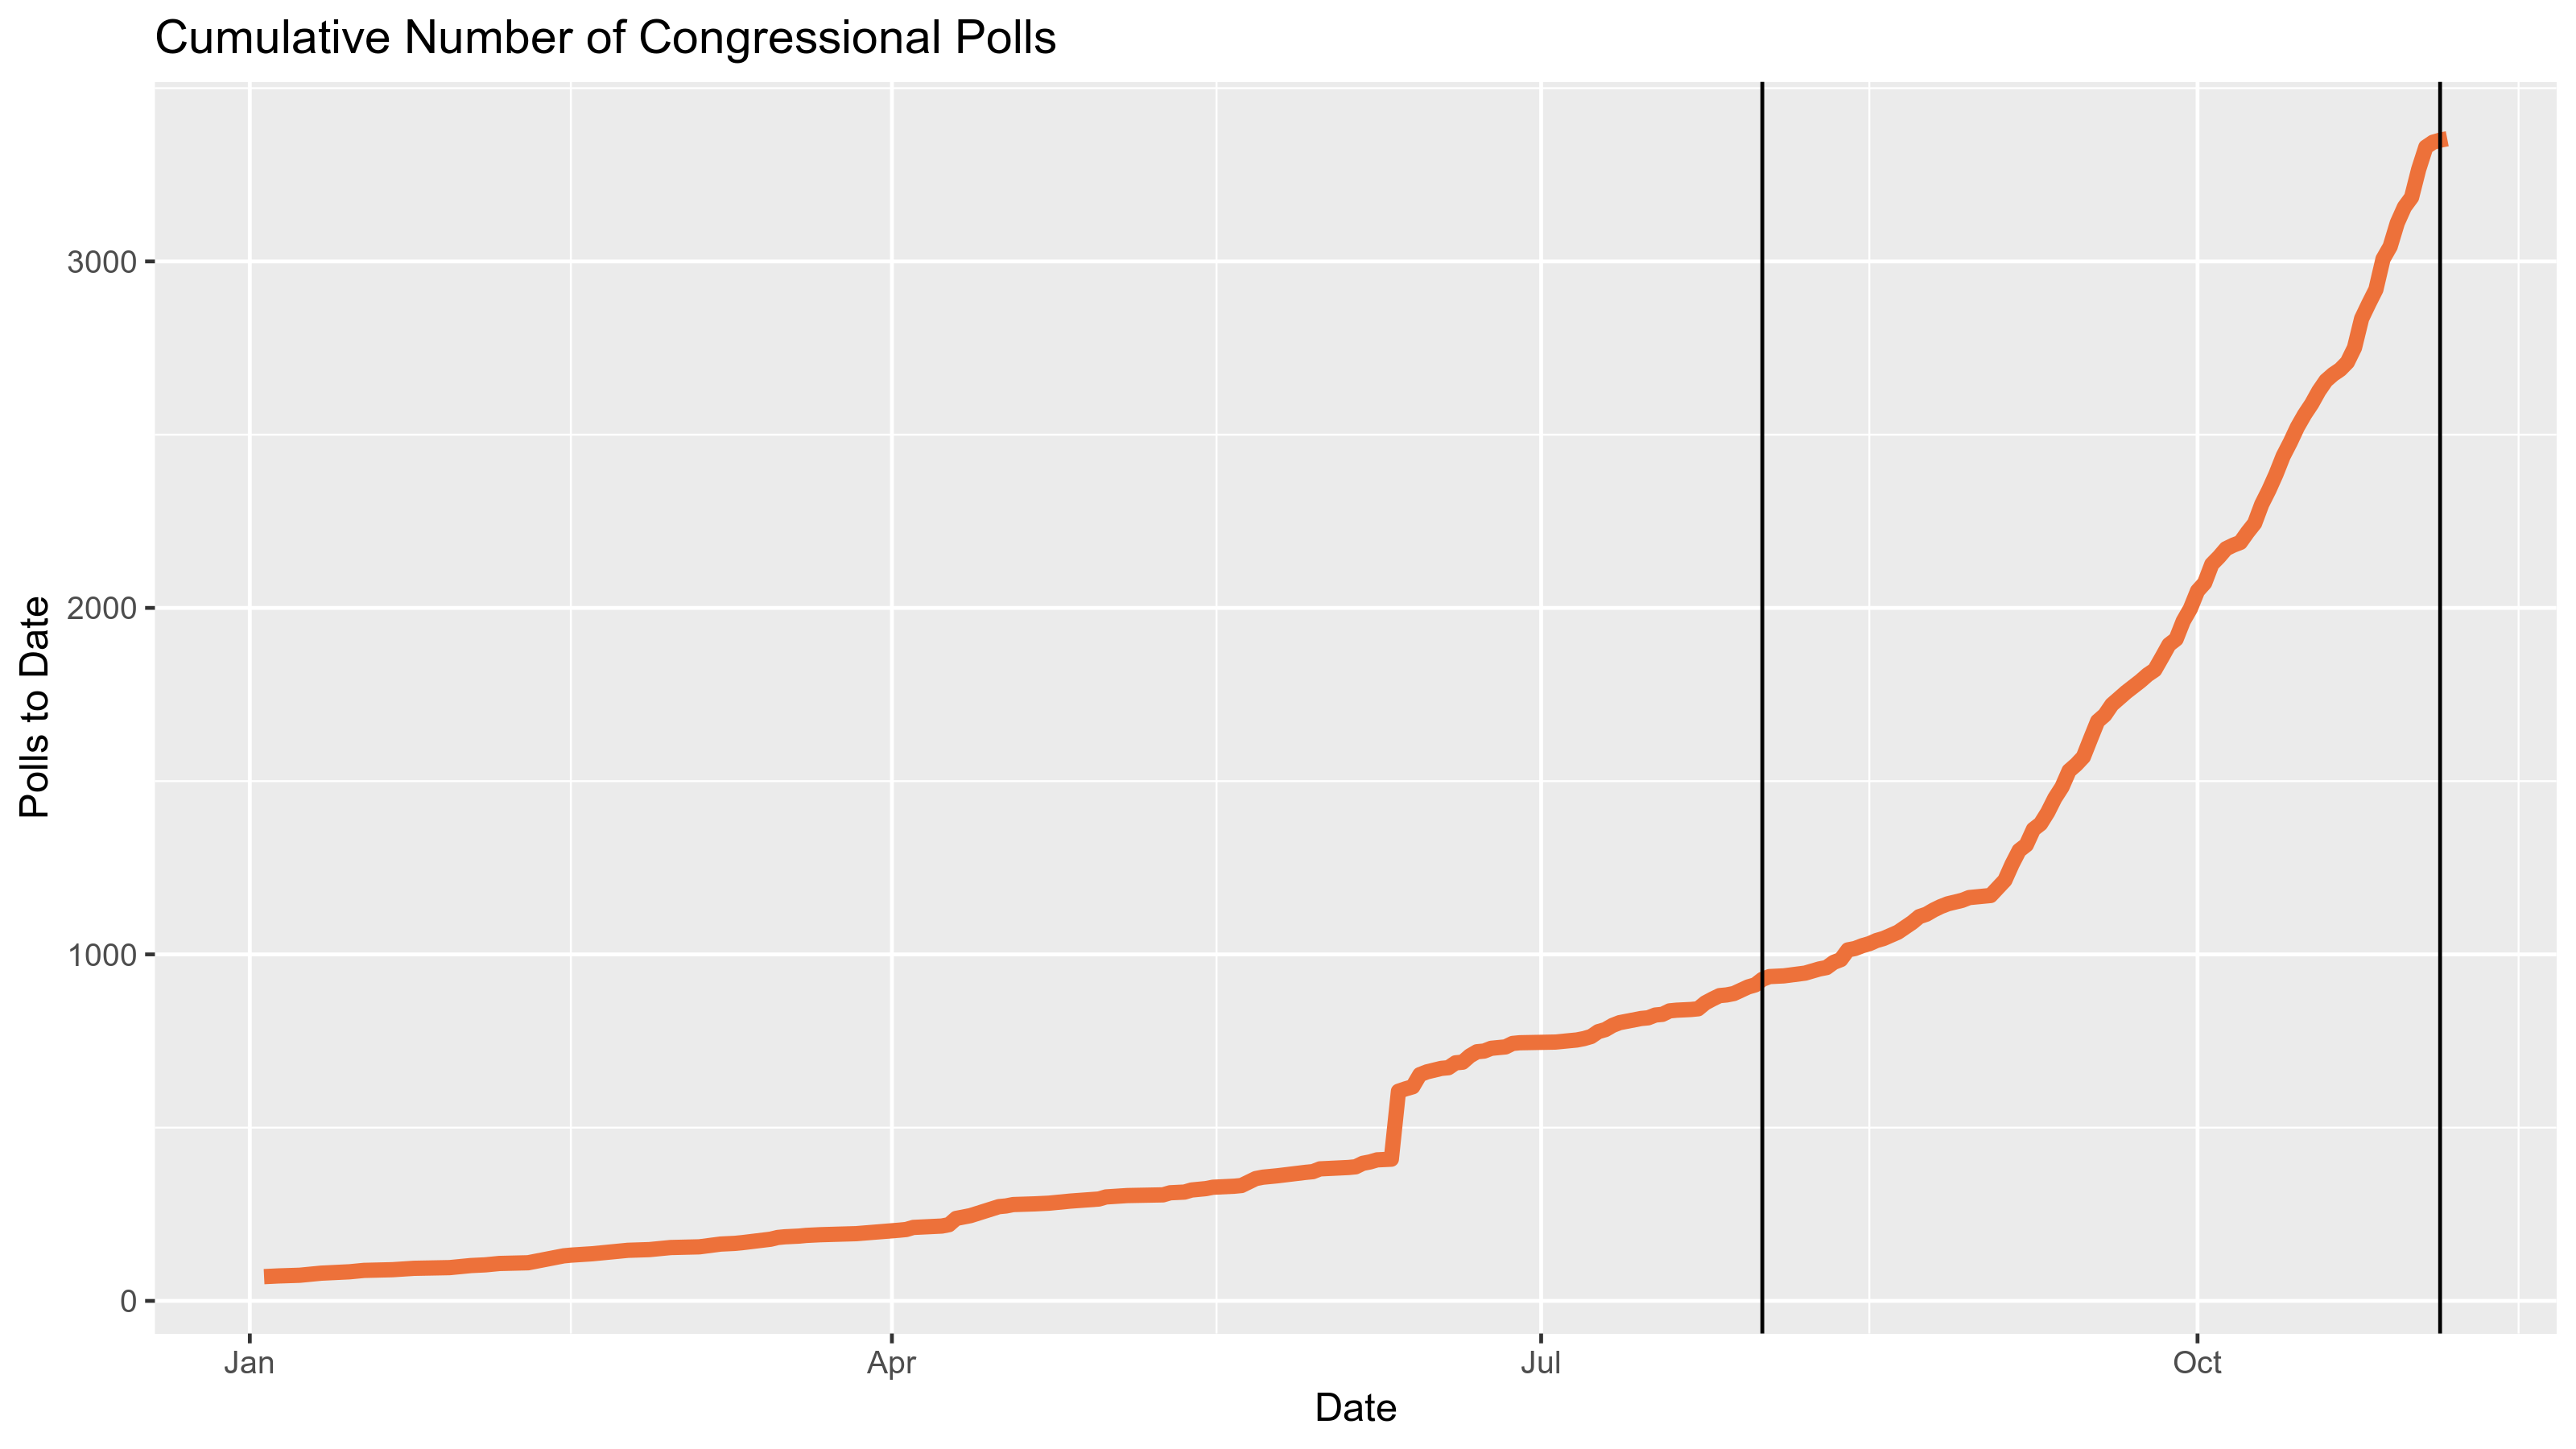 Cumulative Number of Congressional Polls
Polls to Date
3000
2000
1000
0
Jan
Apr
Jul
Oct
Date